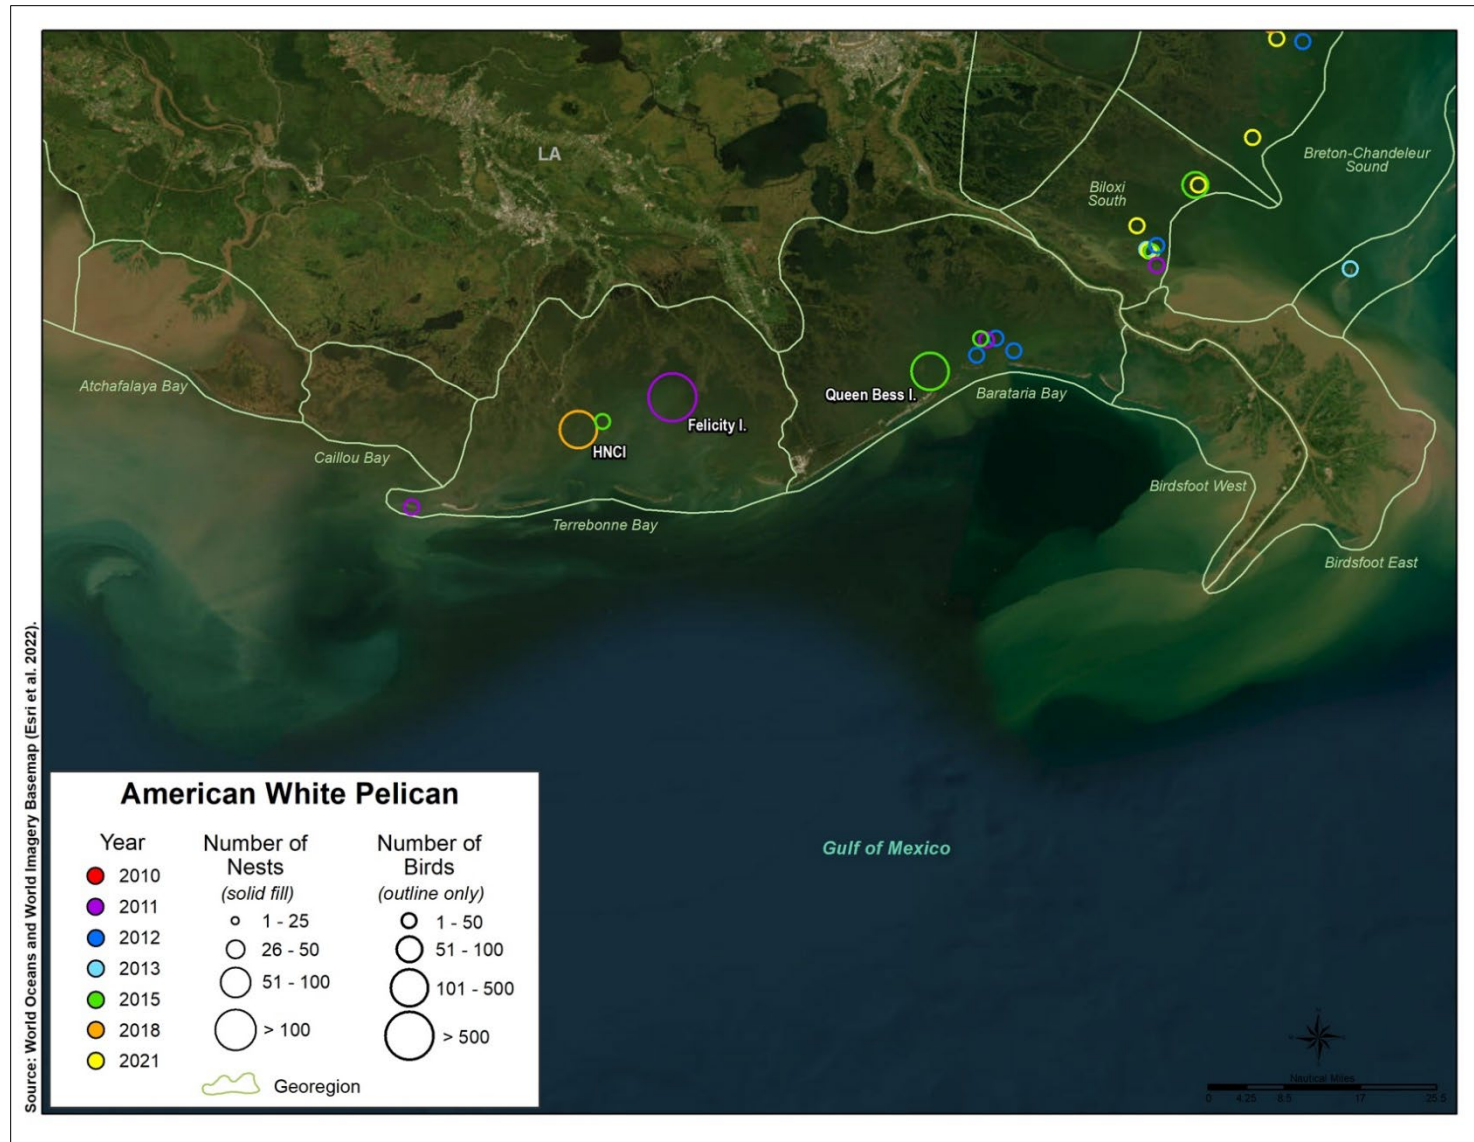 LA
Breton-Chandeleur
Sound
Biloxi
South
Atchafalaya Bay
Queen Bess I.
Barataria Bay
Felicity I.
HNCI
Caillou Bay
Birdsfoot West
Terrebonne Bay
Birdsfoot East
Gulf of Mexico
American White Pelican
Year
2010
2011
2012
2013
2015
2018
2021
Number of
Nests
(solid fill)
1 - 25
26 - 50
51 - 100
> 100
Number of
Birds
(outline only)
1 - 50
51 - 100
101 - 500
> 500
Georegion
Nautical Miles
0 4.25 8.5 17 25.5
Source: World Oceans and World Imagery Basemap (Esri et al. 2022).